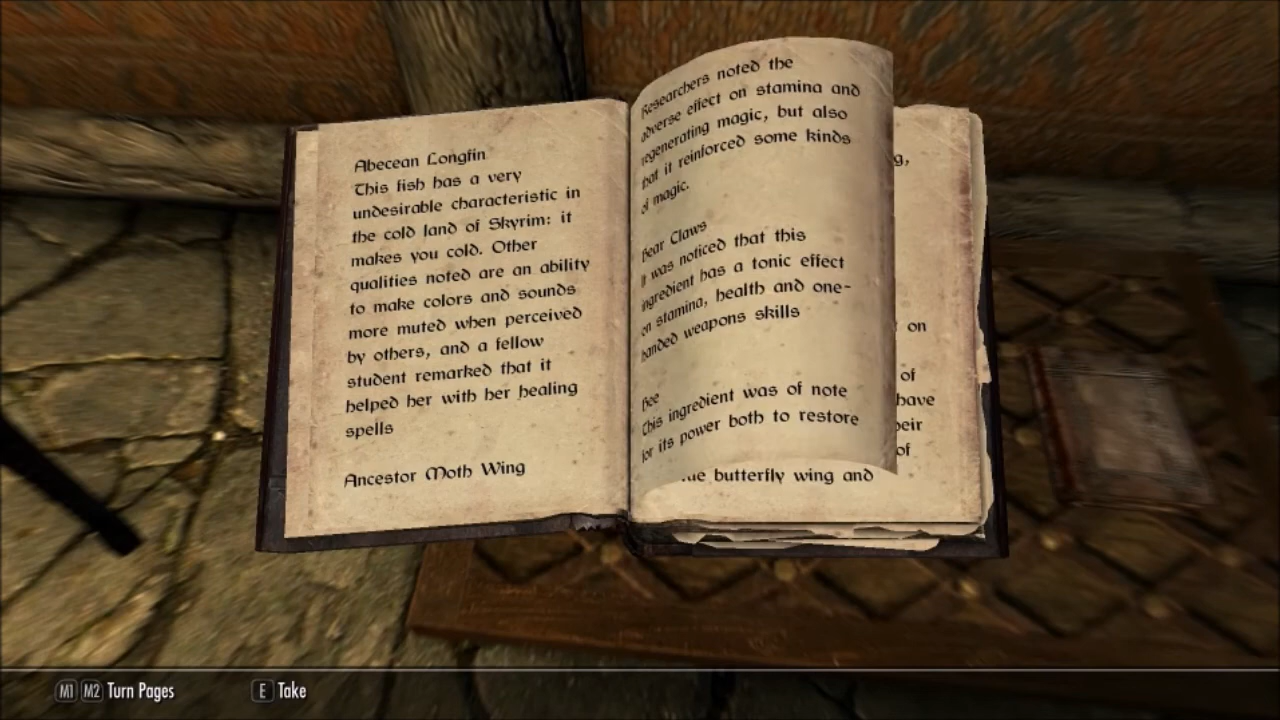 Abecean Longfin
This fish has a very
undesirable characteristic in
the cold land of Skyrim: it
makes you cold. Other
qualities noted are an ability
to make colors and sounds
more muted when perceived
by others, and a fellow
student remarked that it
helped her with her healing
spells
Ancestor Moth Wing
Researchers noted the
adverse effect on stamina and
regenerating magic, but also
that it reinforced some kinds
of magic.
Bear Claws
It was noticed that this
ingredient has a tonic effect
on stamina, health and one-
handed weapons skills
Bee
This ingredient was of note
for its power both to restore
on
of
have
of
butterfly wing and
M1 M2 Turn Pages
E Take